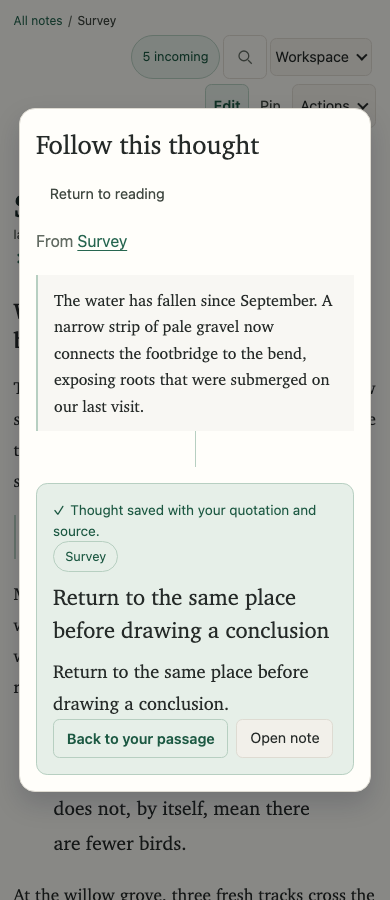 All notes / Survey
5 incoming
Workspace
Edit Pin Actions
Follow this thought
Return to reading
From Survey
The water has fallen since September. A
narrow strip of pale gravel now
connects the footbridge to the bend,
exposing roots that were submerged on
our last visit.
✓ Thought saved with your quotation and
source.
Survey
Return to the same place
before drawing a conclusion
Return to the same place before
drawing a conclusion.
Back to your passage
Open note
does not, by itself, mean there
are fewer birds.
At the willow grove, three fresh tracks cross the